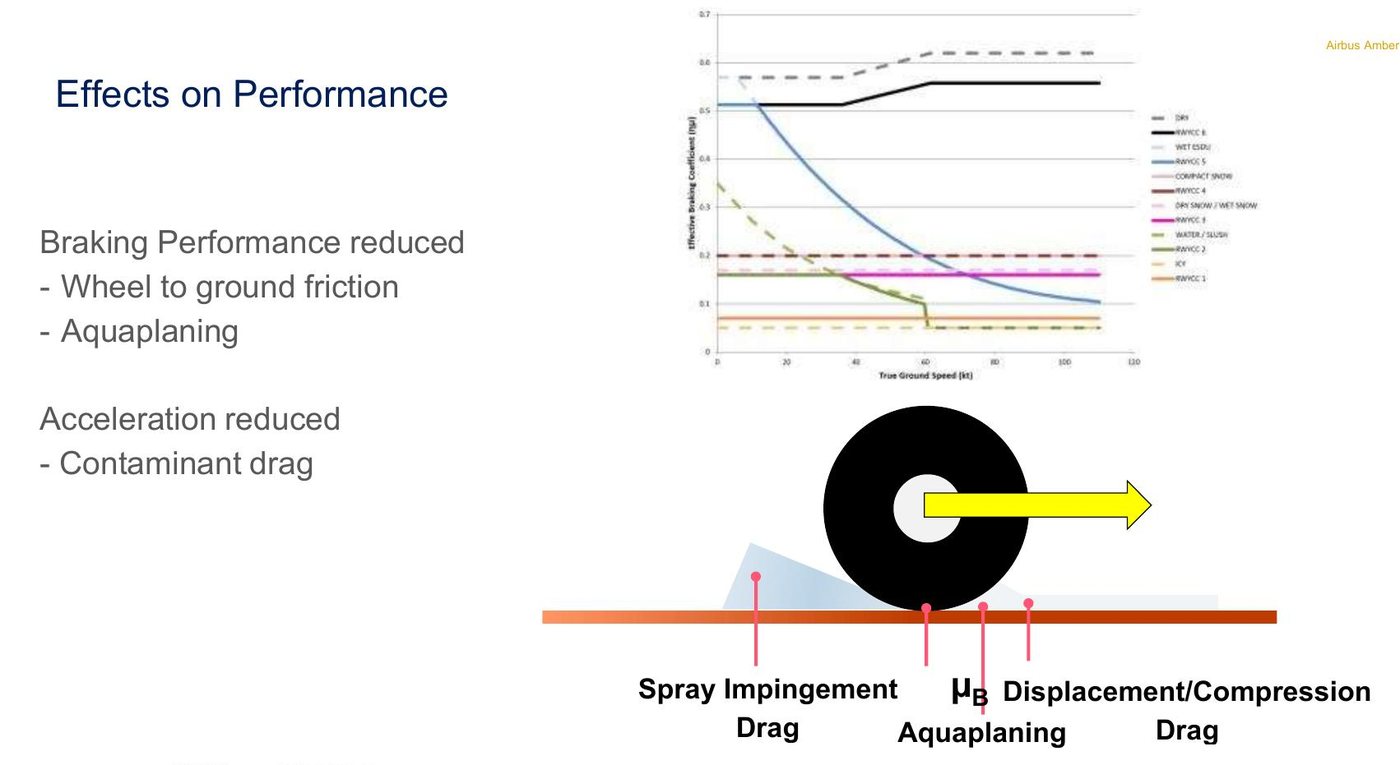 Airbus Amber
Effects on Performance
Braking Performance reduced
- Wheel to ground friction
- Aquaplaning
Acceleration reduced
- Contaminant drag
Effective Braking Coefficient (ημ)
0.7
0.6
0.5
0.4
0.3
0.2
0.1
0
0 20 40 60 80 100 120
True Ground Speed (kt)
DRY
RWYCC 6
WET ESDU
RWYCC 5
COMPACT SNOW
RWYCC 4
DRY SNOW / WET SNOW
RWYCC 3
WATER / SLUSH
RWYCC 2
ICY
RWYCC 1
Spray Impingement
Drag
μB
Aquaplaning
Displacement/Compression
Drag